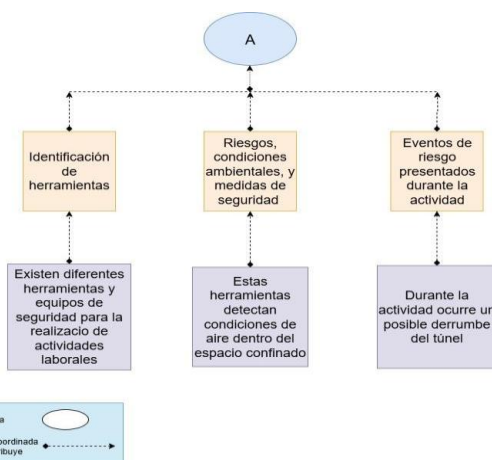 A
Identificación
de
herramientas
Riesgos,
condiciones
ambientales, y
medidas de
seguridad
Eventos de
riesgo
presentados
durante la
actividad
Existen diferentes
herramientas y
equipos de
seguridad para la
realizacio de
actividades
laborales
Estas
herramientas
detectan
condiciones de
aire dentro del
espacio confinado
Durante la
actividad ocurre un
posible derrumbe
del túnel